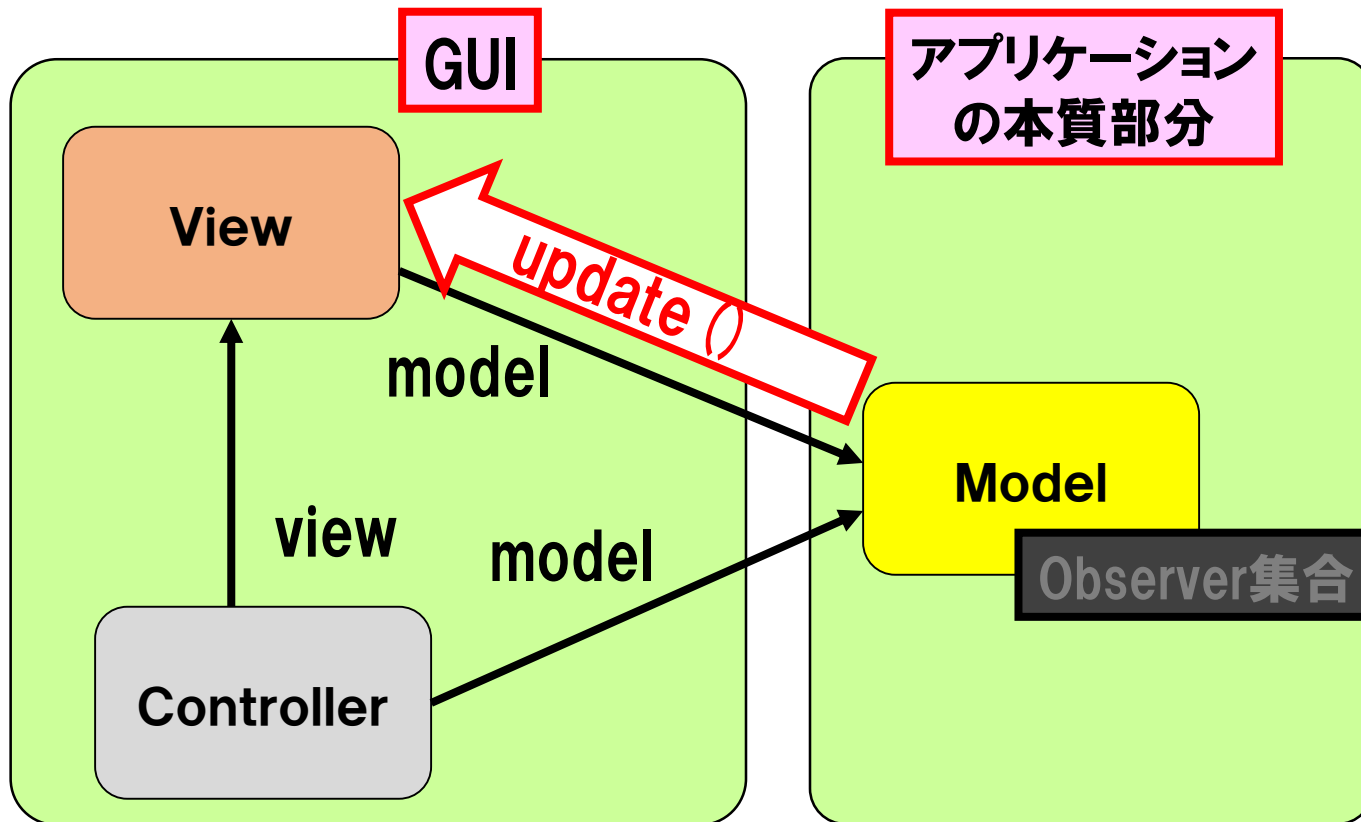 GUI
アプリケーション
の本質部分
View
update ()
model
Model
view
model
Observer集合
Controller